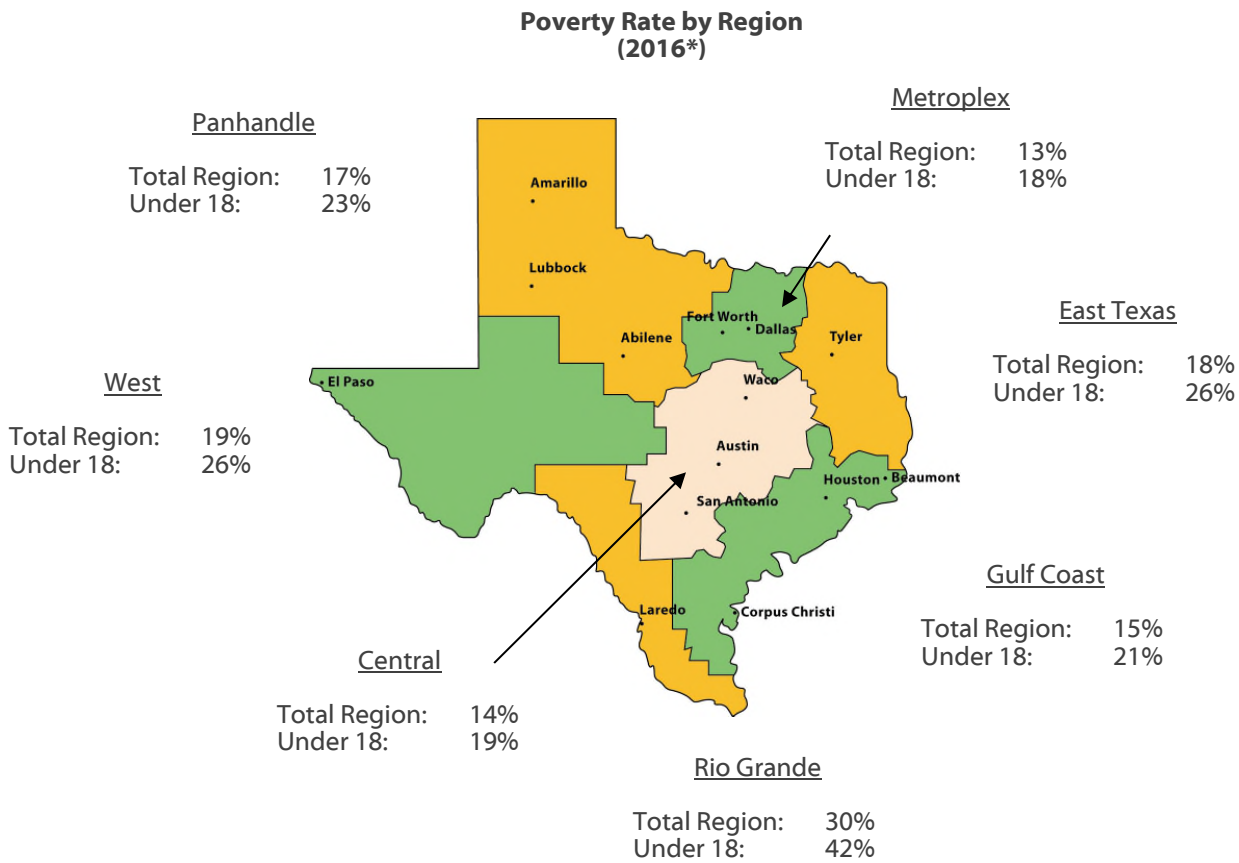 Poverty Rate by Region
(2016*)
Panhandle
Total Region: 17%
Under 18: 23%
Metroplex
Total Region: 13%
Under 18: 18%
East Texas
Total Region: 18%
Under 18: 26%
West
Total Region: 19%
Under 18: 26%
Gulf Coast
Total Region: 15%
Under 18: 21%
Central
Total Region: 14%
Under 18: 19%
Rio Grande
Total Region: 30%
Under 18: 42%
Amarillo
Lubbock
Abilene
Fort Worth
Dallas
Tyler
El Paso
Waco
Austin
San Antonio
Houston
Beaumont
Laredo
Corpus Christi